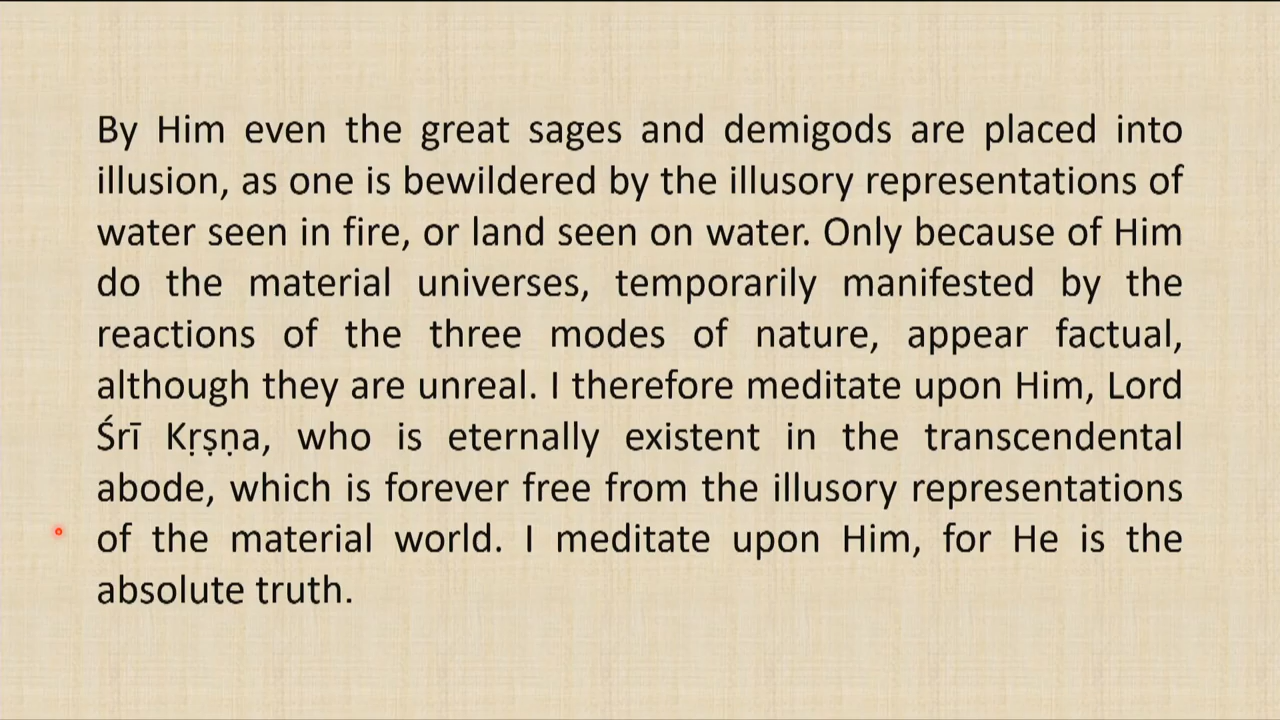 By Him even the great sages and demigods are placed into
illusion, as one is bewildered by the illusory representations of
water seen in fire, or land seen on water. Only because of Him
do the material universes, temporarily manifested by the
reactions of the three modes of nature, appear factual,
although they are unreal. I therefore meditate upon Him, Lord
Śrī Kṛṣṇa, who is eternally existent in the transcendental
abode, which is forever free from the illusory representations
of the material world. I meditate upon Him, for He is the
absolute truth.